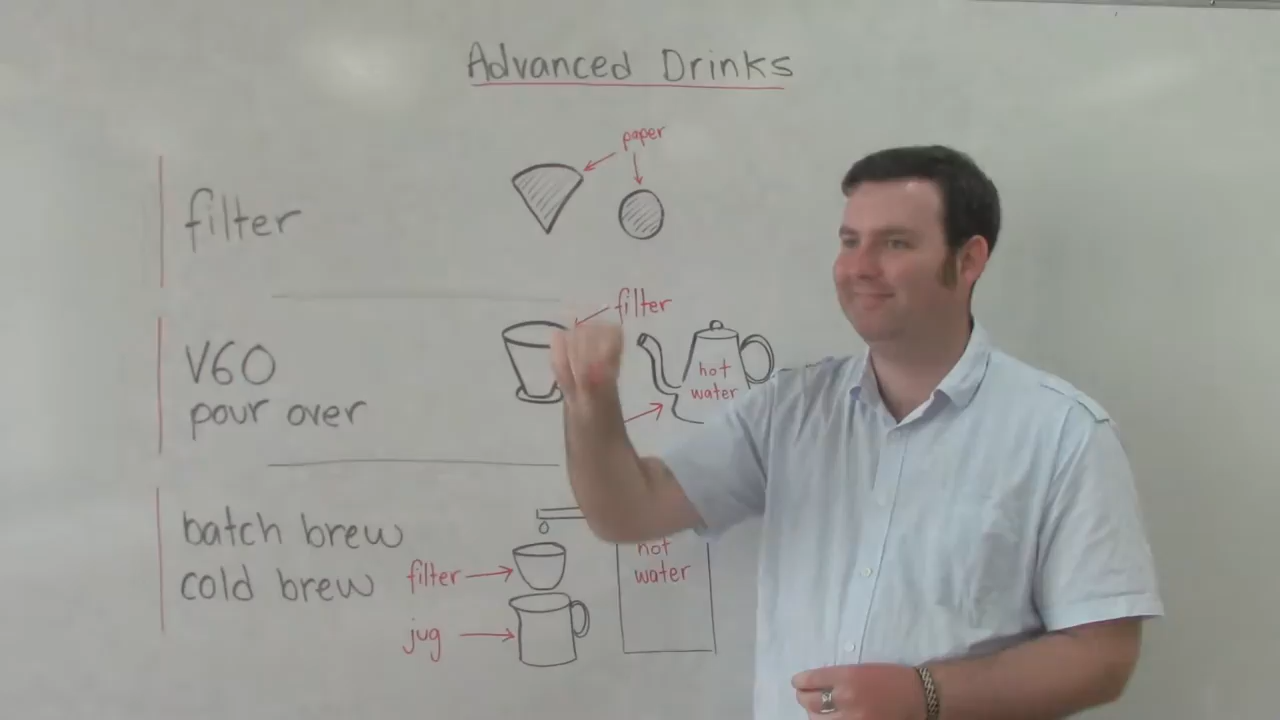 Advanced Drinks
paper
filter
filter
V60
pour over
hot
water
batch brew
cold brew
filter
jug
hot
water